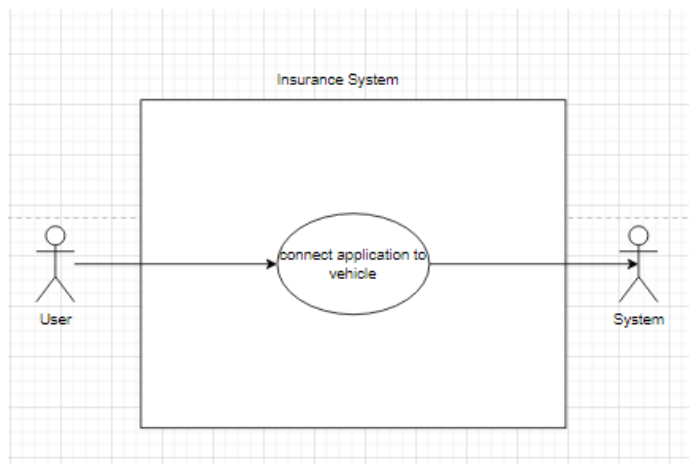 Insurance System
connect application to
vehicle
User
System